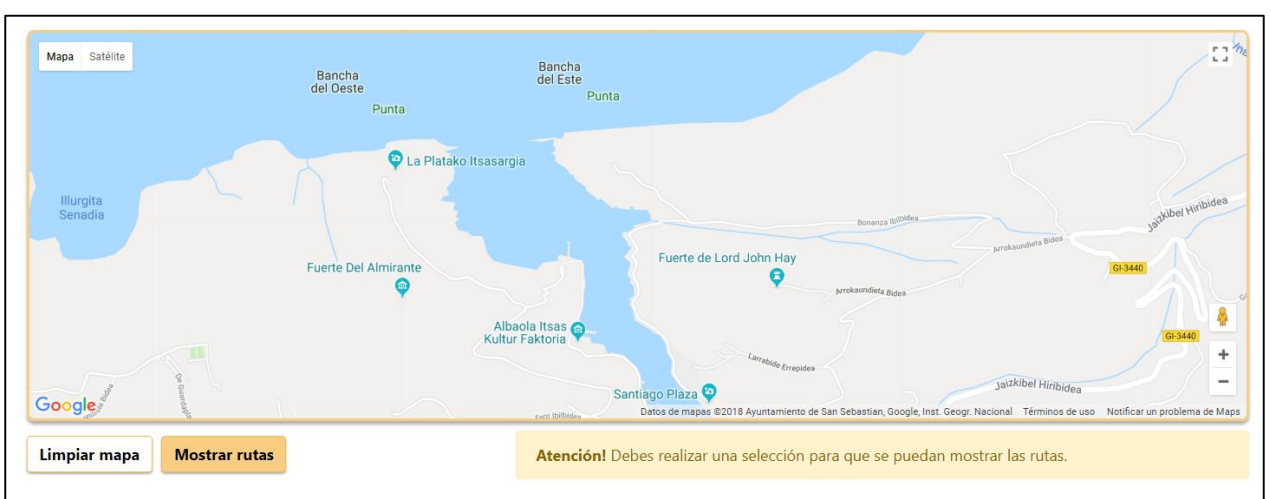 Mapa Satélite
Bancha
del Oeste
Bancha
del Este
Punta
Punta
La Platako Itsasargia
Illurgita
Senadia
Bonanza Ibilbidea
Jaizkibel Hiribidea
Arrokaundieta Bidea
Fuerte Del Almirante
Fuerte de Lord John Hay
GI-3440
Arrokaundieta Bidea
Albaola Itsas
Kultur Faktoria
GI-3440
Larrabide Errepidea
Jaizkibel Hiribidea
Santiago Plaza
Google
Datos de mapas ©2018 Ayuntamiento de San Sebastian, Google, Inst. Geogr. Nacional Términos de uso Notificar un problema de Maps
Limpiar mapa Mostrar rutas
Atención! Debes realizar una selección para que se puedan mostrar las rutas.